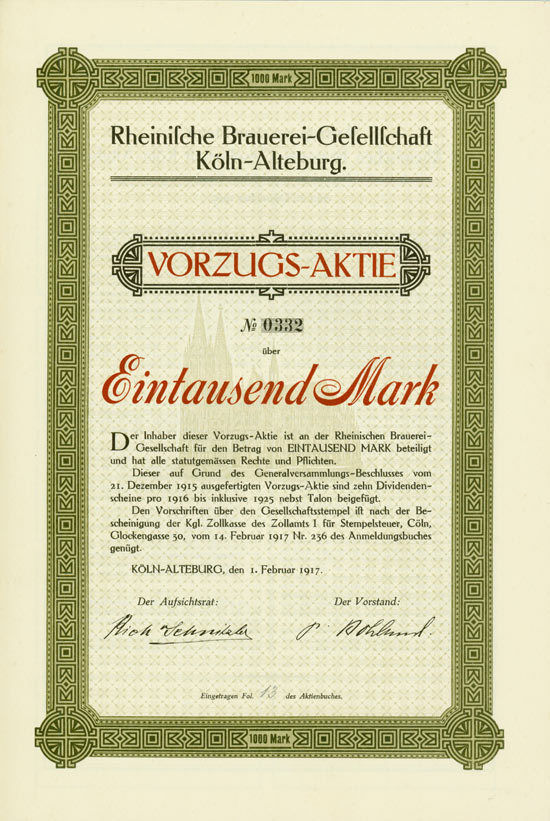 1000 Mark
Rheiniſche Brauerei-Geſellſchaft
Köln-Alteburg.
VORZUGS-AKTIE
№ 0332
über
Eintausend Mark
Der Inhaber dieser Vorzugs-Aktie ist an der Rheinischen Brauerei-
Gesellschaft für den Betrag von EINTAUSEND MARK beteiligt
und hat alle statutgemässen Rechte und Pflichten.
Dieser auf Grund des Generalversammlungs-Beschlusses vom
21. Dezember 1915 ausgefertigten Vorzugs-Aktie sind zehn Dividenden-
scheine pro 1916 bis inklusive 1925 nebst Talon beigefügt.
Den Vorschriften über den Gesellschaftsstempel ist nach der Be-
scheinigung der Kgl. Zollkasse des Zollamts I für Stempelsteuer, Cöln,
Glockengasse 50, vom 14. Februar 1917 Nr. 236 des Anmeldungsbuches
genügt.
KÖLN-ALTEBURG, den 1. Februar 1917.
Der Aufsichtsrat: Der Vorstand:
Rich Schnitzler
Eingetragen Fol. 13 des Aktienbuches.
1000 Mark